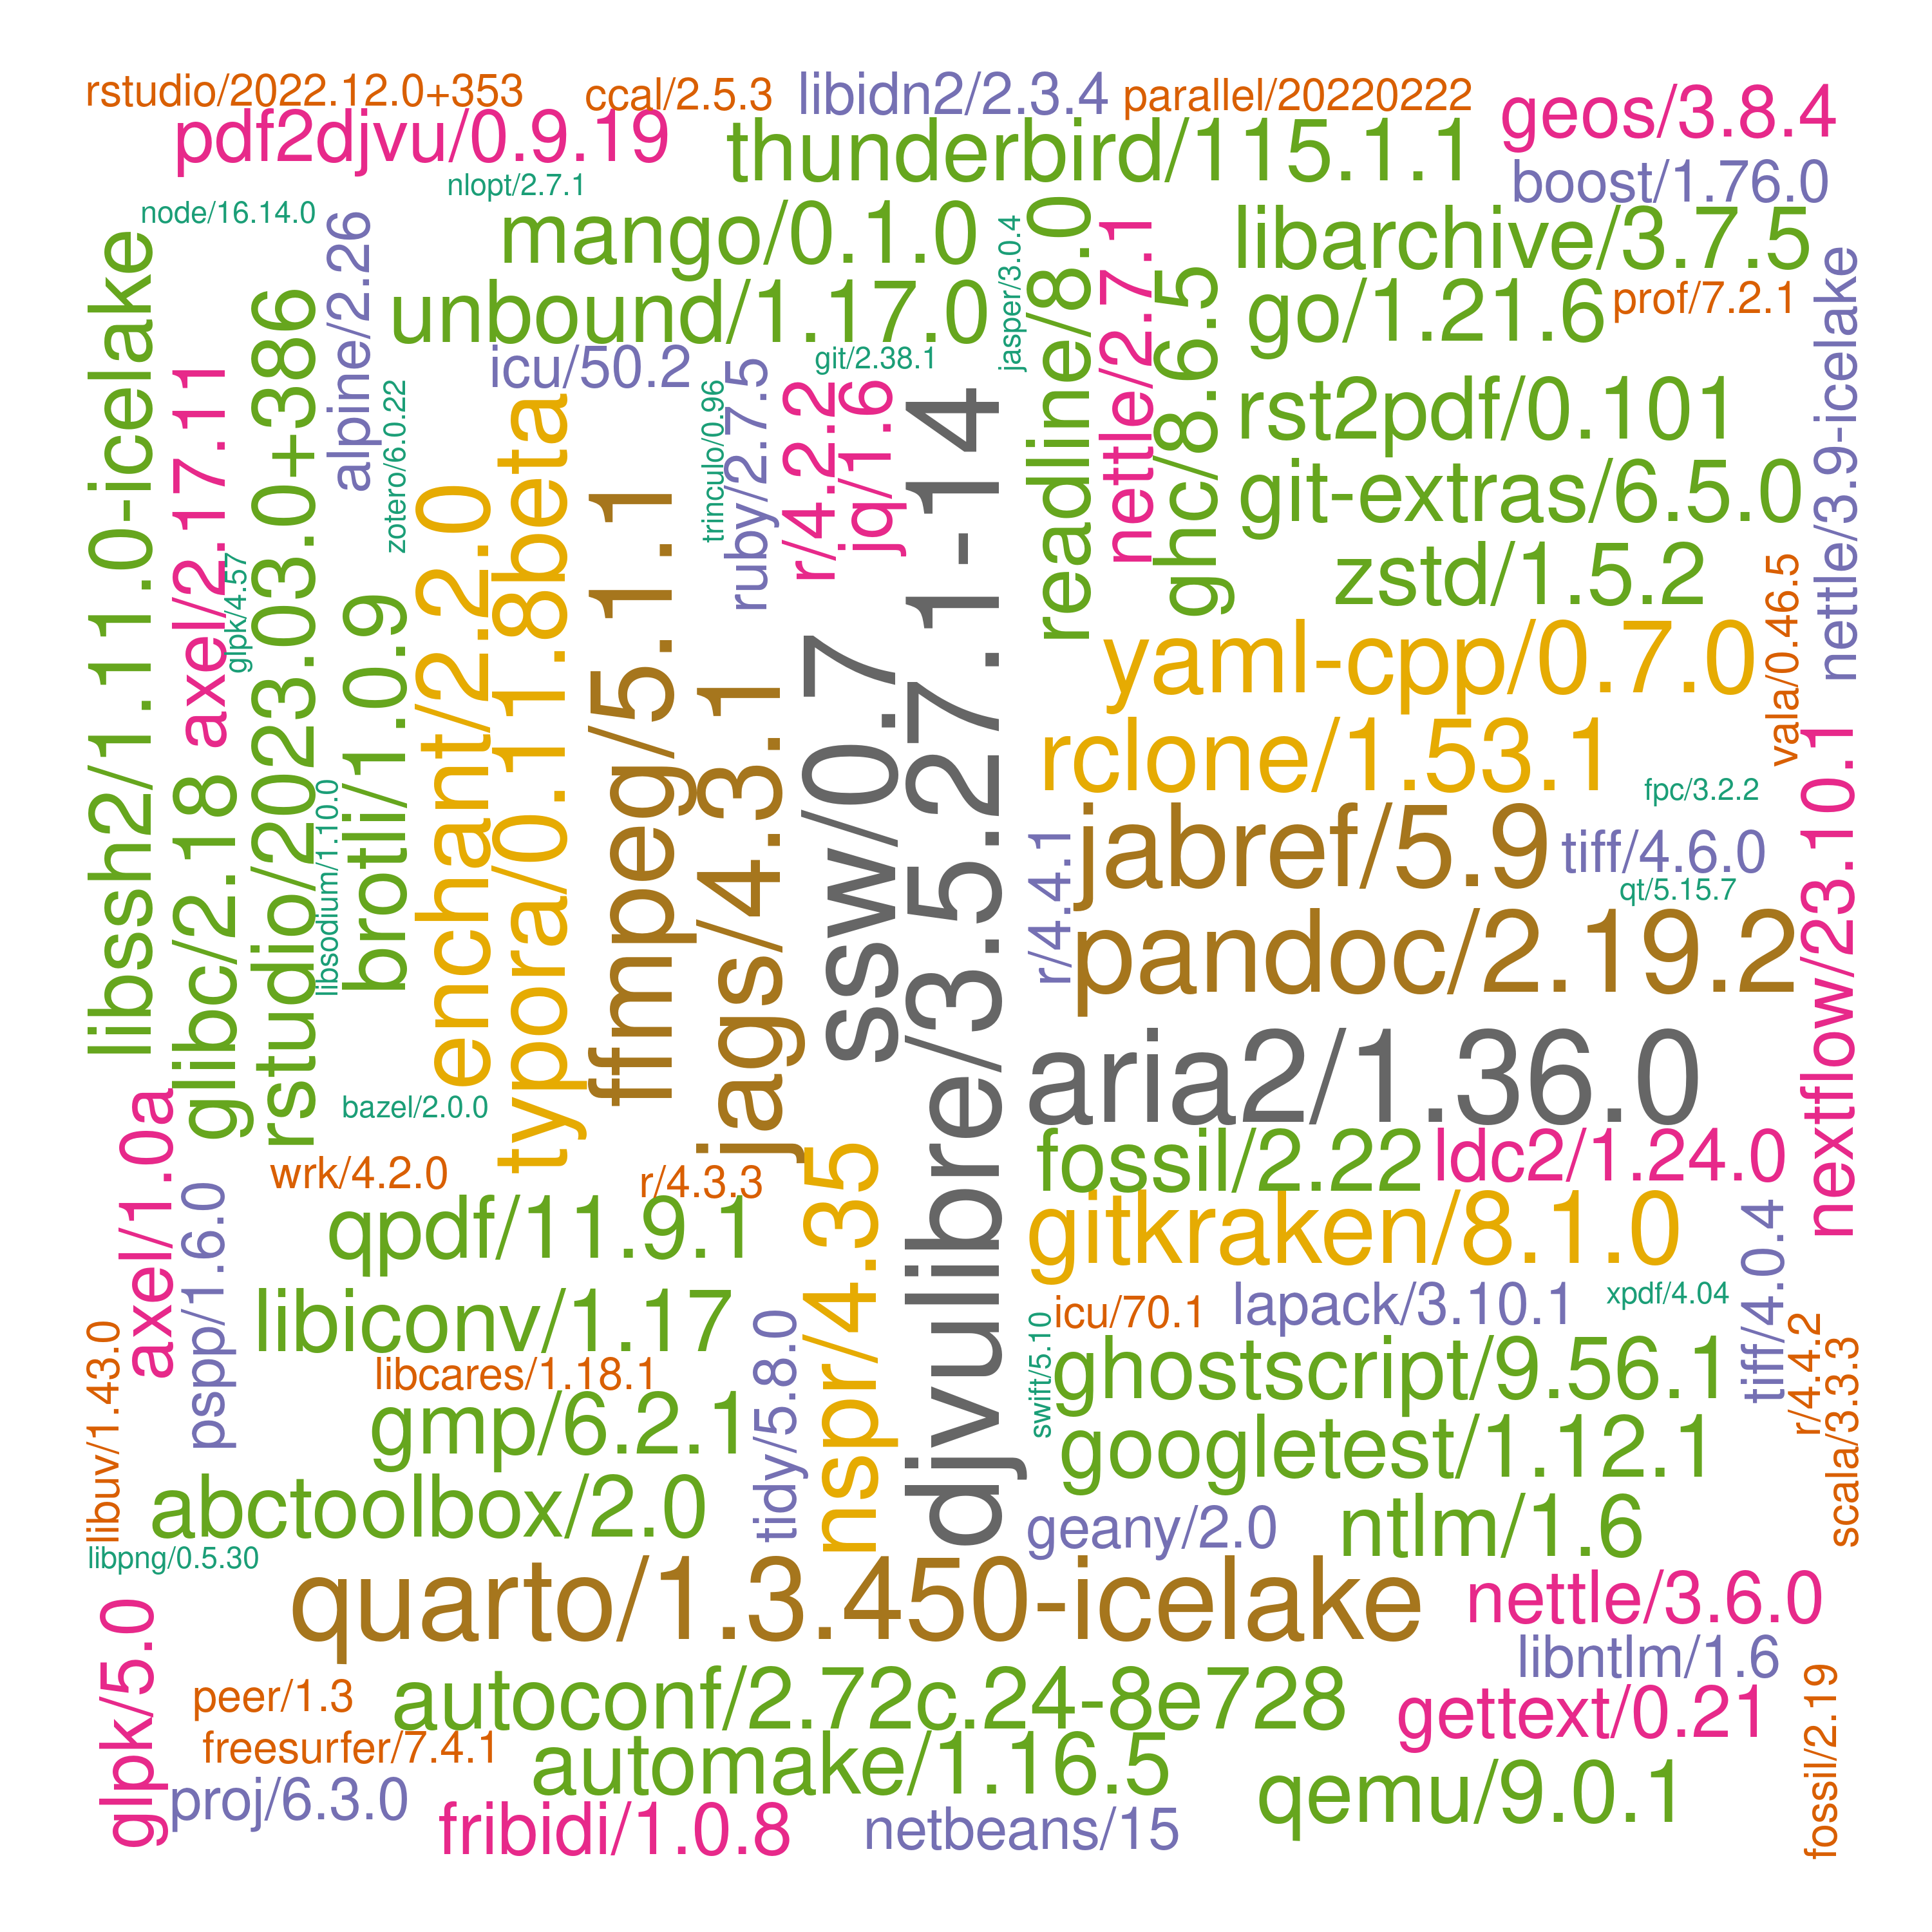 rstudio/2022.12.0+353
ccal/2.5.3
libidn2/2.3.4
parallel/20220222
geos/3.8.4
pdf2djvu/0.9.19
thunderbird/115.1.1
nlopt/2.7.1
boost/1.76.0
node/16.14.0
alpine/2.26
mango/0.1.0
jasper/3.0.4
readline/8.0
nettle/2.7.1
libarchive/3.7.5
libssh2/1.11.0-icelake
rstudio/2023.03.0+386
unbound/1.17.0
ghc/8.6.5
go/1.21.6
prof/7.2.1
nettle/3.9-icelake
icu/50.2
git/2.38.1
axel/2.17.11
zotero/6.0.22
trinculo/0.96
ruby/2.7.5
r/4.2.2
jq/1.6
rst2pdf/0.101
typora/0.11.8beta
djvulibre/3.5.27.1-14
git-extras/6.5.0
enchant/2.2.0
ffmpeg/5.1.1
glpk/4.57
zstd/1.5.2
vala/0.46.5
brotli/1.0.9
ssw/0.7
yaml-cpp/0.7.0
jags/4.3.1
rclone/1.53.1
nextflow/23.10.1
glibc/2.18
libsodium/1.10.0
fpc/3.2.2
r/4.4.1
jabref/5.9
tiff/4.6.0
qt/5.15.7
pandoc/2.19.2
aria2/1.36.0
axel/1.0a
bazel/2.0.0
fossil/2.22
ldc2/1.24.0
wrk/4.2.0
r/4.3.3
nspr/4.35
pspp/1.6.0
qpdf/11.9.1
gitkraken/8.1.0
tiff/4.0.4
libiconv/1.17
tidy/5.8.0
swift/5.10
icu/70.1
lapack/3.10.1
xpdf/4.04
libuv/1.43.0
r/4.4.2
scala/3.3.3
libcares/1.18.1
ghostscript/9.56.1
gmp/6.2.1
googletest/1.12.1
abctoolbox/2.0
geany/2.0
ntlm/1.6
libpng/0.5.30
quarto/1.3.450-icelake
nettle/3.6.0
glpk/5.0
libntlm/1.6
peer/1.3
autoconf/2.72c.24-8e728
gettext/0.21
fossil/2.19
freesurfer/7.4.1
automake/1.16.5
qemu/9.0.1
proj/6.3.0
fribidi/1.0.8
netbeans/15